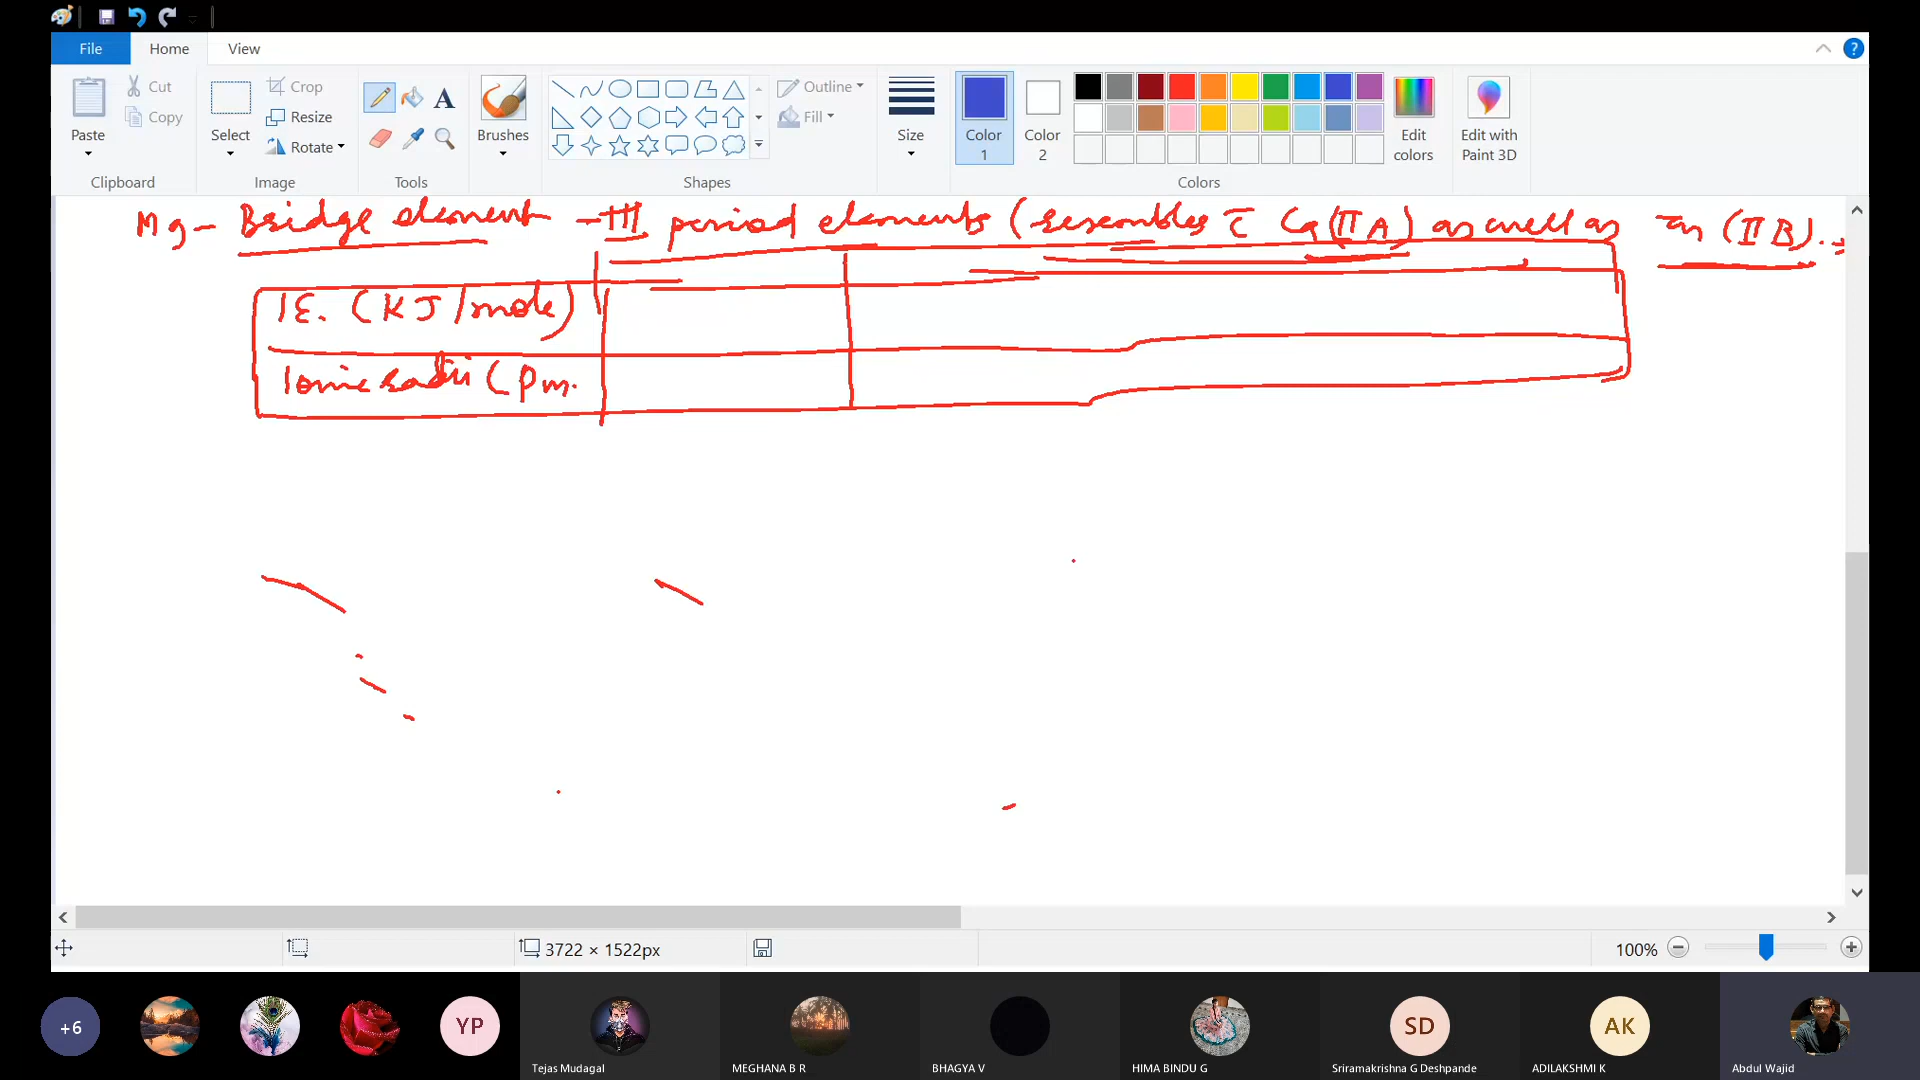 File Home View
Paste Cut Copy Clipboard
Select Crop Resize Rotate Image
A Tools
Brushes
Shapes
Outline Fill
Size
Color 1 Color 2 Colors
Edit colors
Edit with Paint 3D
Mg - Bridge element - III period elements (resembles c̄ Ca (II A) as well as Zn (II B).
IE. (KJ/mole)
Ionic radii (pm.
3722 × 1522px 100%
+6 YP SD AK
Tejas Mudagal MEGHANA B R BHAGYA V HIMA BINDU G Sriramakrishna G Deshpande ADILAKSHMI K Abdul Wajid